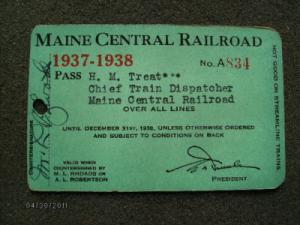 MAINE CENTRAL RAILROAD
1937-1938 No. A834
PASS H. M. Treat***
Chief Train Dispatcher
Maine Central Railroad
OVER ALL LINES
UNTIL DECEMBER 31ST, 1938, UNLESS OTHERWISE ORDERED
AND SUBJECT TO CONDITIONS ON BACK
VALID WHEN
COUNTERSIGNED BY
M. L. RHOADS OR
A. L. ROBERTSON
PRESIDENT
NOT GOOD ON STREAMLINE TRAINS
04/30/2011